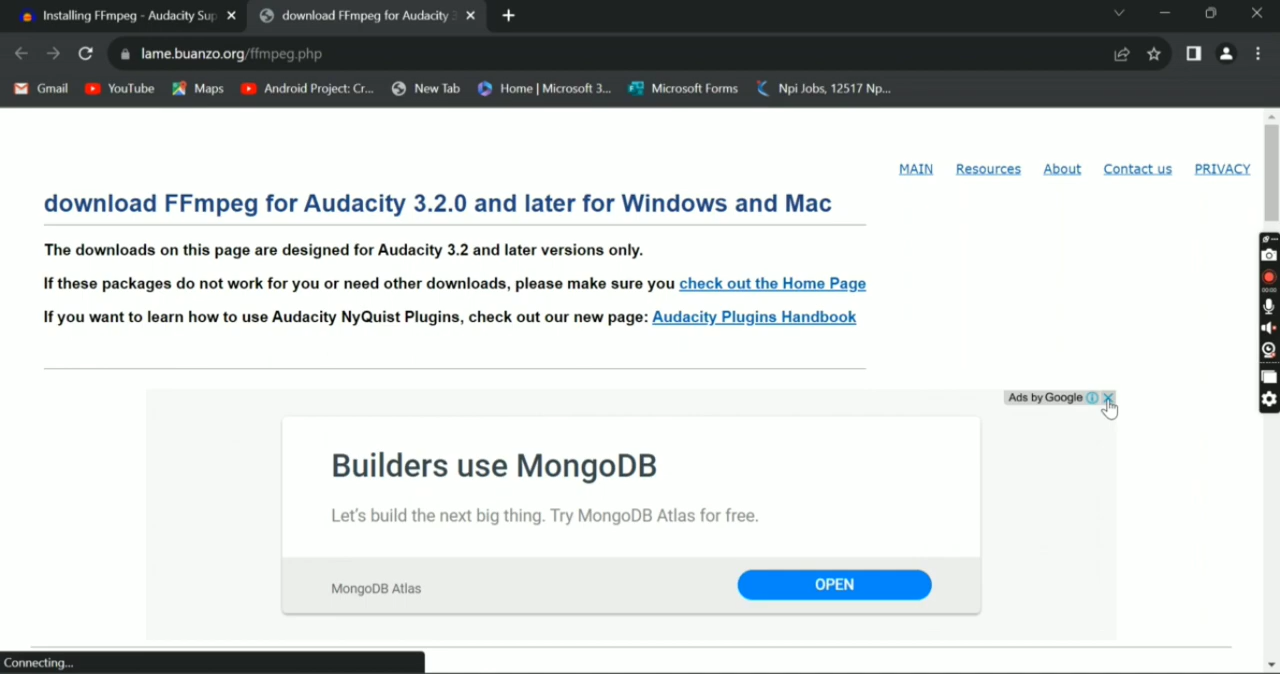 Installing FFmpeg - Audacity Sup
download FFmpeg for Audacity 3
lame.buanzo.org/ffmpeg.php
Gmail
YouTube
Maps
Android Project: Cr...
New Tab
Home | Microsoft 3...
Microsoft Forms
Npi Jobs, 12517 Np...
MAIN
Resources
About
Contact us
PRIVACY
download FFmpeg for Audacity 3.2.0 and later for Windows and Mac
The downloads on this page are designed for Audacity 3.2 and later versions only.
If these packages do not work for you or need other downloads, please make sure you check out the Home Page
If you want to learn how to use Audacity NyQuist Plugins, check out our new page: Audacity Plugins Handbook
Ads by Google
Builders use MongoDB
Let's build the next big thing. Try MongoDB Atlas for free.
MongoDB Atlas
OPEN
Connecting...